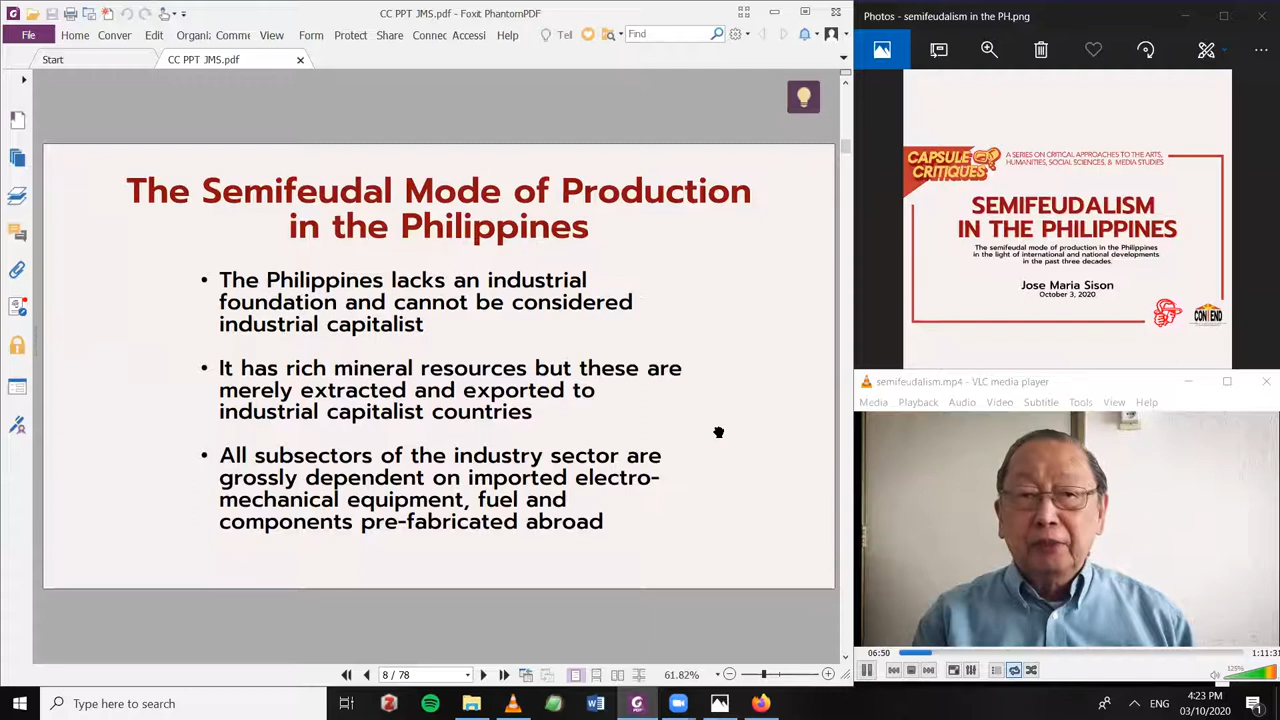 CC PPT JMS.pdf - Foxit PhantomPDF
File Home Conver Edit Organi Comme View Form Protect Share Connec Accessi Help Tel Find
Start CC PPT JMS.pdf
The Semifeudal Mode of Production
in the Philippines
• The Philippines lacks an industrial
foundation and cannot be considered
industrial capitalist
• It has rich mineral resources but these are
merely extracted and exported to
industrial capitalist countries
• All subsectors of the industry sector are
grossly dependent on imported electro-
mechanical equipment, fuel and
components pre-fabricated abroad
8 / 78 61.82%
Photos - semifeudalism in the PH.png
CAPSULE
CRITIQUES
A SERIES ON CRITICAL APPROACHES TO THE ARTS,
HUMANITIES, SOCIAL SCIENCES, & MEDIA STUDIES
SEMIFEUDALISM
IN THE PHILIPPINES
The semifeudal mode of production in the Philippines
in the light of international and national developments
in the past three decades.
Jose Maria Sison
October 3, 2020
CONTEND
semifeudalism.mp4 - VLC media player
Media Playback Audio Video Subtitle Tools View Help
06:50 1:11:31
125%
Type here to search
ENG
4:23 PM
03/10/2020